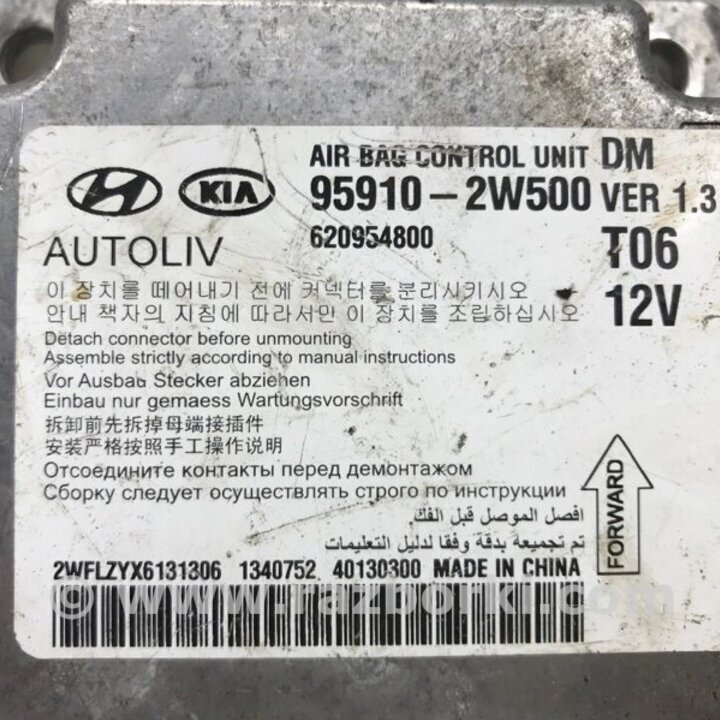 AIR BAG CONTROL UNIT DM
KIA 95910-2W500 VER 1.3
AUTOLIV 620954800 T06
이 장치를 떼어내기 전에 커넥터를 분리시키시오
안내 책자의 지침에 따라서만 이 장치를 조립하십시오 12V
Detach connector before unmounting
Assemble strictly according to manual instructions
Vor Ausbau Stecker abziehen
Einbau nur gemaess Wartungsvorschrift
拆卸前先拆掉母端接插件
安装严格按照手工操作说明
Отсоедините контакты перед демонтажом
Сборку следует осуществлять строго по инструкции
افصل الموصل قبل الفك.
تم تجميعة بدقة وفقا لدليل التعليمات
FORWARD
2WFLZYX6131306 1340752 40130300 MADE IN CHINA
© www.razborki.com